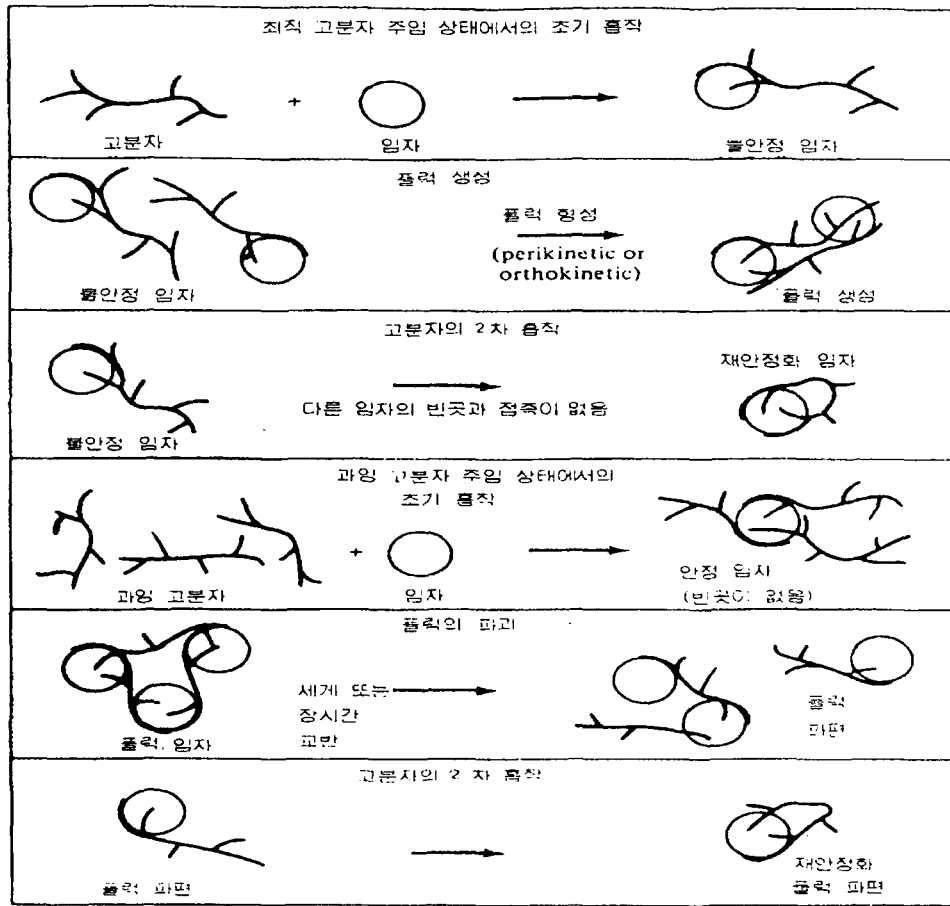 최적 고분자 주입 상태에서의 초기 흡착
+
고분자
입자
불안정 입자
플럭 생성
플럭 형성
(perikinetic or
orthokinetic)
불안정 입자
플럭 생성
고분자의 2차 흡착
재안정화 입자
다른 입자의 빈곳과 접촉이 없음
불안정 입자
과잉 고분자 주입 상태에서의
초기 흡착
+
과잉 고분자
입자
안정 입자
(빈곳이 없음)
플럭의 파괴
세게 또는
장시간
교반
플럭 입자
플럭
파편
고분자의 2차 흡착
플럭 파편
재안정화
플럭 파편